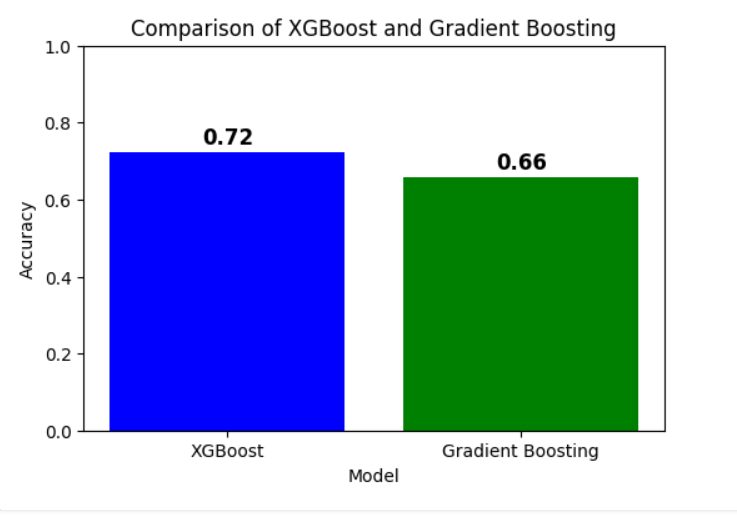 Comparison of XGBoost and Gradient Boosting
1.0
0.8
0.6
0.4
0.2
0.0
Accuracy
0.72
0.66
XGBoost
Gradient Boosting
Model